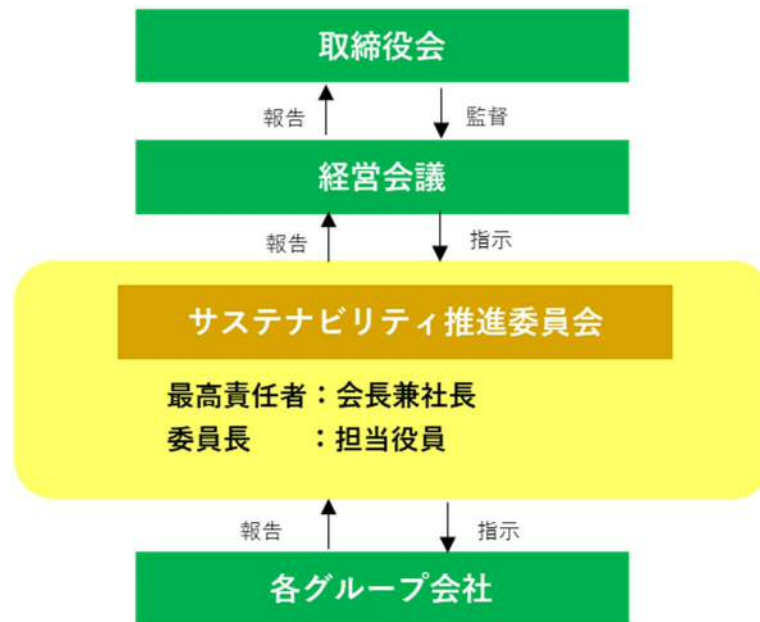 取締役会
報告 監督
経営会議
報告 指示
サステナビリティ推進委員会
最高責任者：会長兼社長
委員長　　：担当役員
報告 指示
各グループ会社